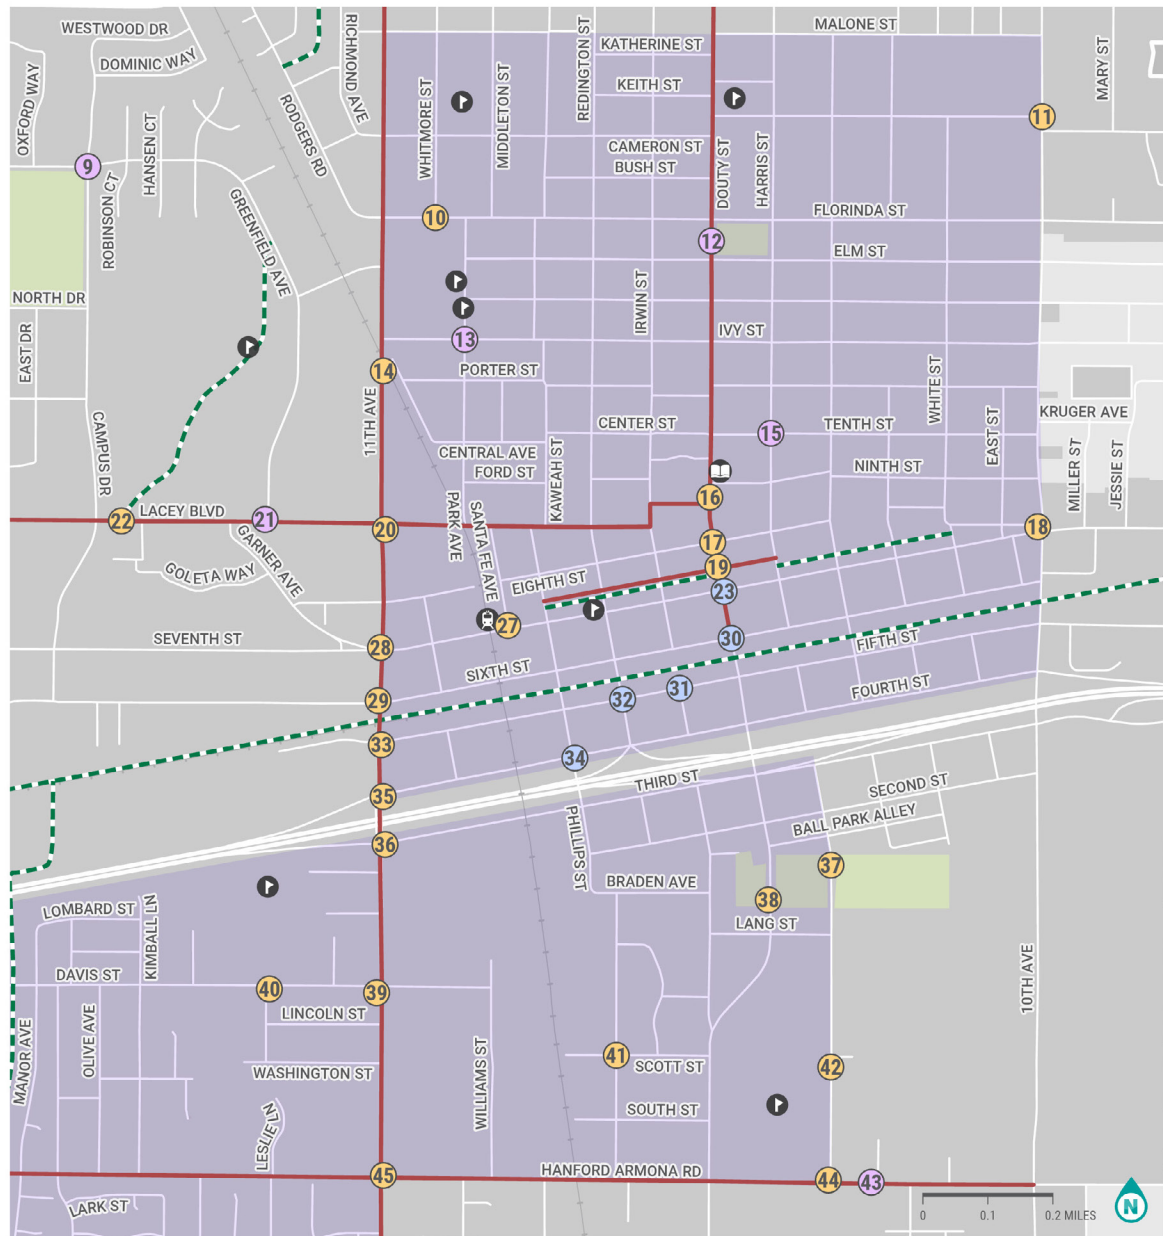 MALONE ST
WESTWOOD DR
RICHMOND AVE
REDINGTON ST
KATHERINE ST
MARY ST
DOMINIC WAY
OXFORD WAY
KEITH ST
WHITMORE ST
MIDDLETON ST
RODGERS RD
HANSEN CT
11
CAMERON ST
BUSH ST
DOUTY ST
HARRIS ST
9
ROBINSON CT
GREENFIELD AVE
10
FLORINDA ST
12
ELM ST
NORTH DR
IRWIN ST
EAST DR
IVY ST
13
14
PORTER ST
11TH AVE
WHITE ST
KRUGER AVE
CAMPUS DR
CENTER ST
15
TENTH ST
EAST ST
CENTRAL AVE
FORD ST
KAWEAH ST
NINTH ST
MILLER ST
JESSIE ST
PARK AVE
SANTA FE AVE
16
LACEY BLVD
22
21
20
17
18
GARNER AVE
GOLETA WAY
EIGHTH ST
19
23
27
SEVENTH ST
28
30
FIFTH ST
SIXTH ST
29
32
31
FOURTH ST
33
34
THIRD ST
35
SECOND ST
36
PHILLIPS ST
BALL PARK ALLEY
37
BRADEN AVE
38
LOMBARD ST
KIMBALL LN
LANG ST
DAVIS ST
40
39
10TH AVE
LINCOLN ST
MANOR AVE
OLIVE AVE
WILLIAMS ST
41
SCOTT ST
42
WASHINGTON ST
SOUTH ST
LESLIE LN
45
HANFORD ARMONA RD
44
43
LARK ST
0 0.1 0.2 MILES
N